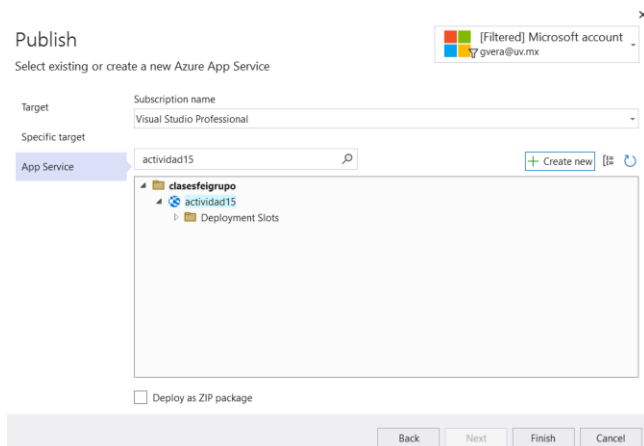 Publish
[Filtered] Microsoft account
gvera@uv.mx
Select existing or create a new Azure App Service
Target
Specific target
App Service
Subscription name
Visual Studio Professional
actividad15
Create new
clasesfeigrupo
actividad15
Deployment Slots
Deploy as ZIP package
Back
Next
Finish
Cancel